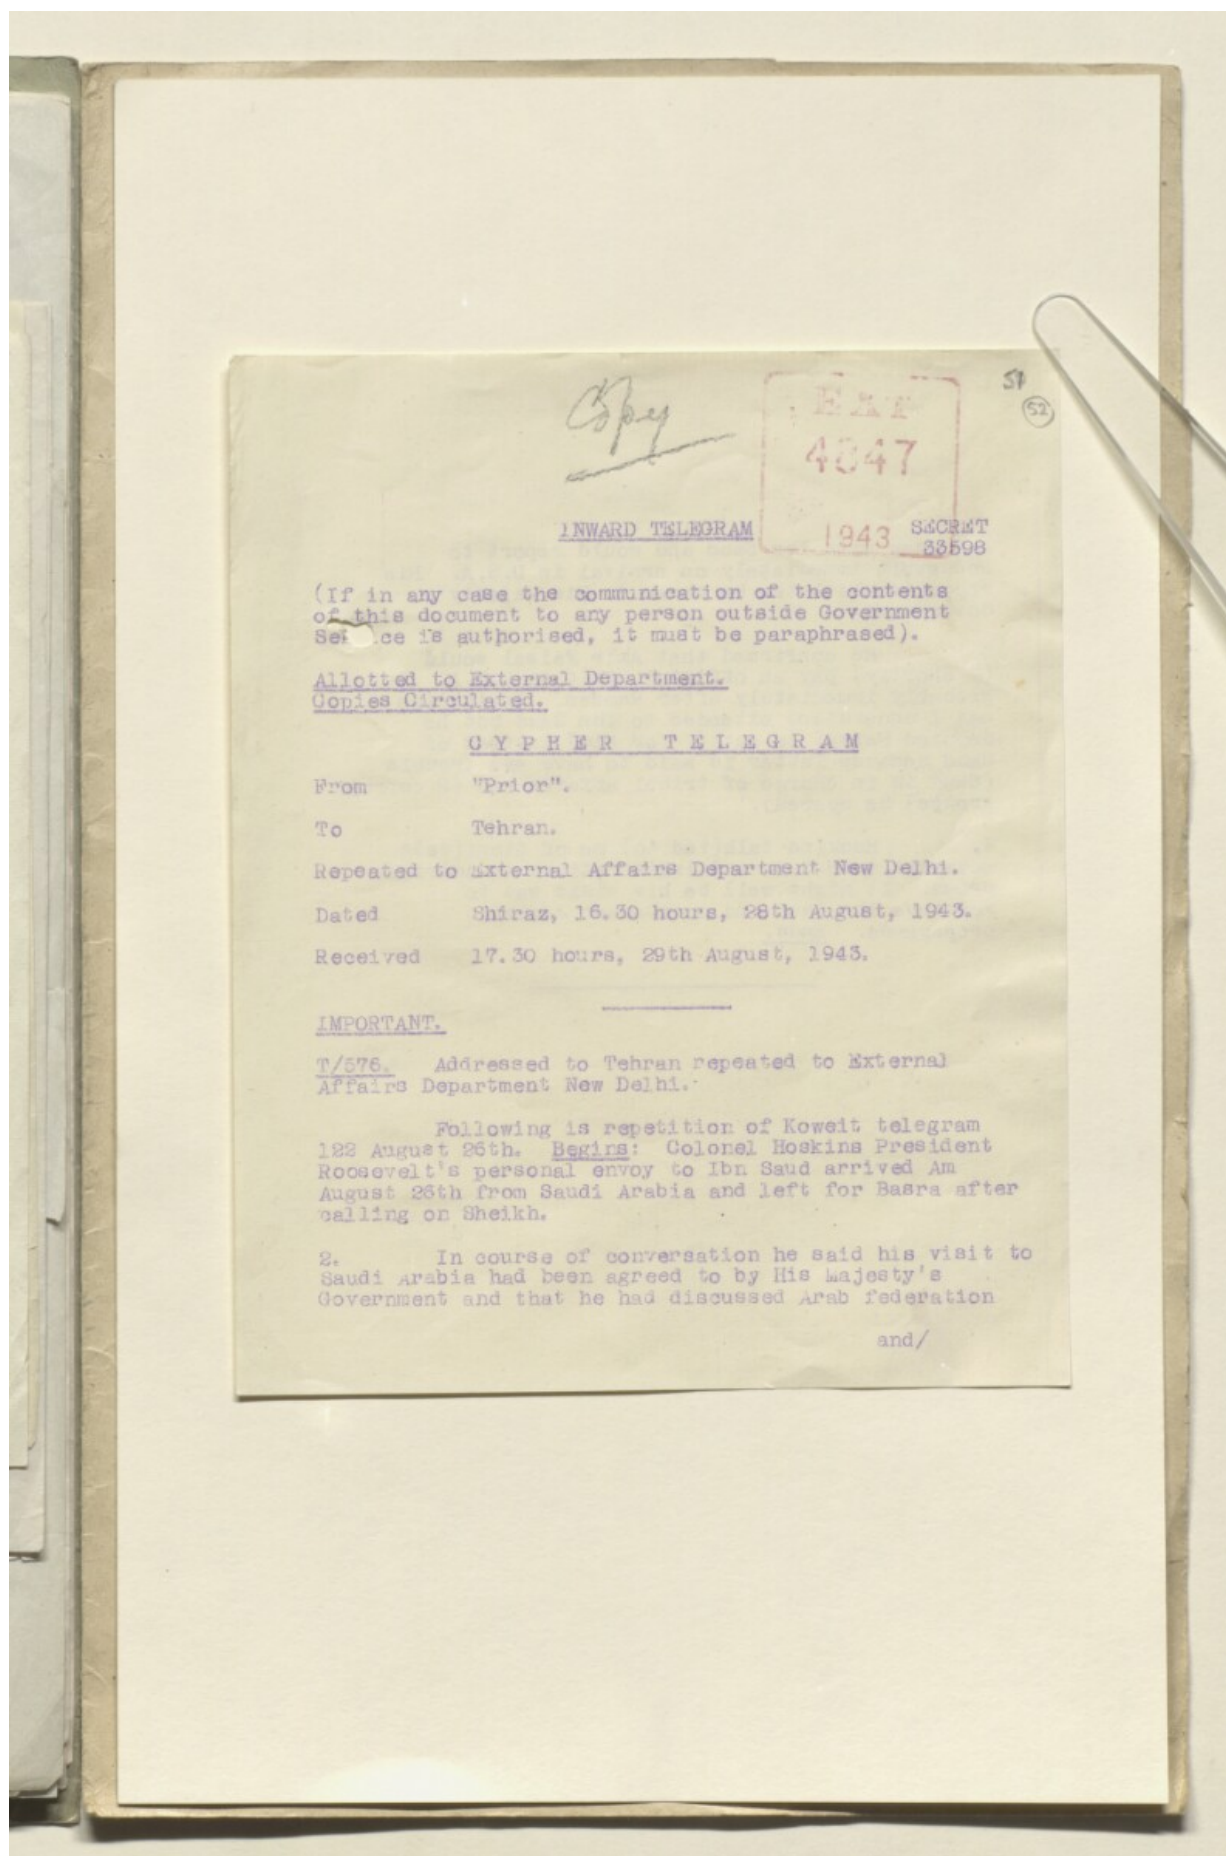 Copy
EXT
4847
1943
51
52
INWARD TELEGRAM
SECRET
33598
(If in any case the communication of the contents
of this document to any person outside Government
Se ce is authorised, it must be paraphrased).
Allotted to External Department.
Copies Circulated.
CYPHER TELEGRAM
From "Prior".
To Tehran.
Repeated to External Affairs Department New Delhi.
Dated Shiraz, 16.30 hours, 28th August, 1943.
Received 17.30 hours, 29th August, 1943.
IMPORTANT.
T/576. Addressed to Tehran repeated to External
Affairs Department New Delhi.
Following is repetition of Koweit telegram
122 August 26th. Begins: Colonel Hoskins President
Roosevelt's personal envoy to Ibn Saud arrived Am
August 26th from Saudi Arabia and left for Basra after
calling on Sheikh.
2. In course of conversation he said his visit to
Saudi Arabia had been agreed to by His Majesty's
Government and that he had discussed Arab federation
and/